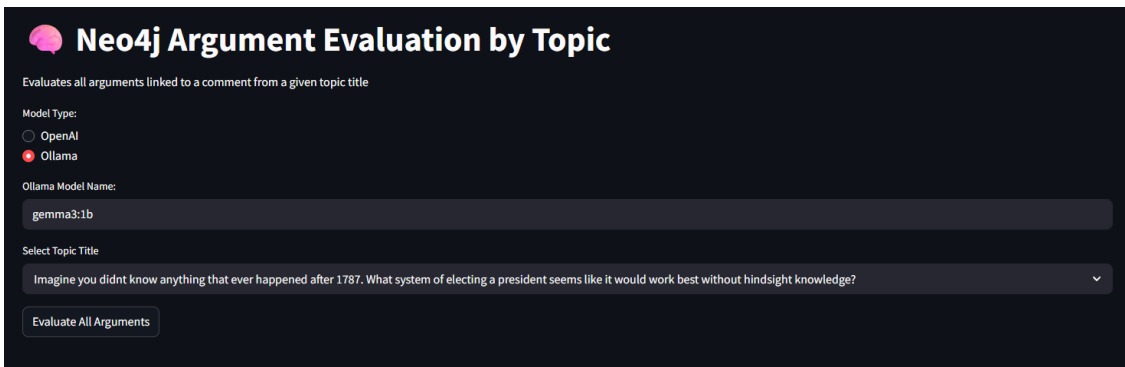 Neo4j Argument Evaluation by Topic
Evaluates all arguments linked to a comment from a given topic title
Model Type:
OpenAI
Ollama
Ollama Model Name:
gemma3:1b
Select Topic Title
Imagine you didnt know anything that ever happened after 1787. What system of electing a president seems like it would work best without hindsight knowledge?
Evaluate All Arguments